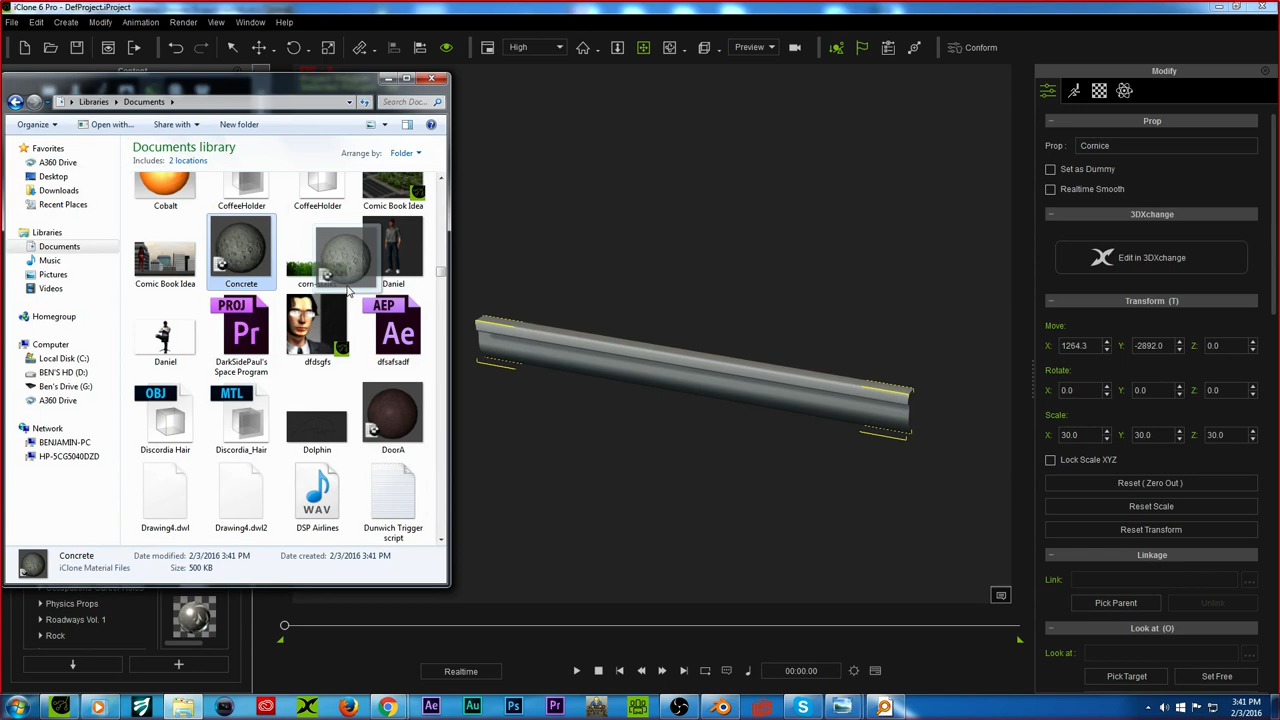 iClone 6 Pro - DefProject.iProject
File Edit Create Modify Animation Render View Window Help
High Preview Conform
Content
Modify
Libraries Documents Search Doc...
Organize Open with... Share with New folder
Documents library
Includes: 2 locations
Arrange by: Folder
Favorites
A360 Drive
Desktop
Downloads
Recent Places
Libraries
Documents
Music
Pictures
Videos
Homegroup
Computer
Local Disk (C:)
BEN'S HD (D:)
Ben's Drive (G:)
A360 Drive
Network
BENJAMIN-PC
HP-5CG5040DZD
Cobalt CoffeeHolder CoffeeHolder Comic Book Idea
Comic Book Idea Concrete Daniel
PROJ
Pr
AEP
Ae
Daniel DarkSidePaul's dfdsgfs dfsafsadf
Space Program
OBJ MTL
Discordia Hair Discordia_Hair Dolphin DoorA
WAV
Drawing4.dwl Drawing4.dwl2 DSP Airlines Dunwich Trigger
script
Concrete Date modified: 2/3/2016 3:41 PM Date created: 2/3/2016 3:41 PM
iClone Material Files Size: 500 KB
Physics Props
Roadways Vol. 1
Rock
Prop
Prop : Cornice
Set as Dummy
Realtime Smooth
3DXchange
Edit in 3DXchange
Transform (T)
Move:
X: 1264.3 Y: -2892.0 Z: 0.0
Rotate:
X: 0.0 Y: 0.0 Z: 0.0
Scale:
X: 30.0 Y: 30.0 Z: 30.0
Lock Scale XYZ
Reset ( Zero Out )
Reset Scale
Reset Transform
Linkage
Link:
Pick Parent Unlink
Look at (O)
Look at :
Pick Target Set Free
Realtime 00:00.00
Ae Au Ps Pr
3:41 PM
2/3/2016